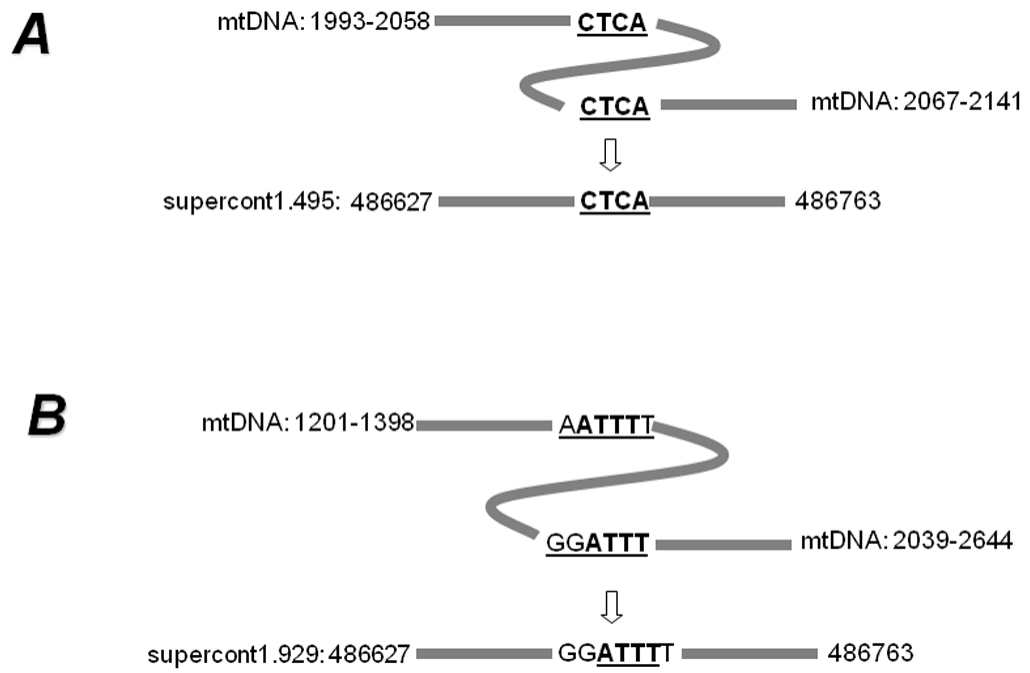 A
mtDNA: 1993-2058 CTCA
CTCA mtDNA: 2067-2141
supercont1.495: 486627 CTCA 486763
B
mtDNA: 1201-1398 AATTTT
GGATTT mtDNA: 2039-2644
supercont1.929: 486627 GGATTTT 486763